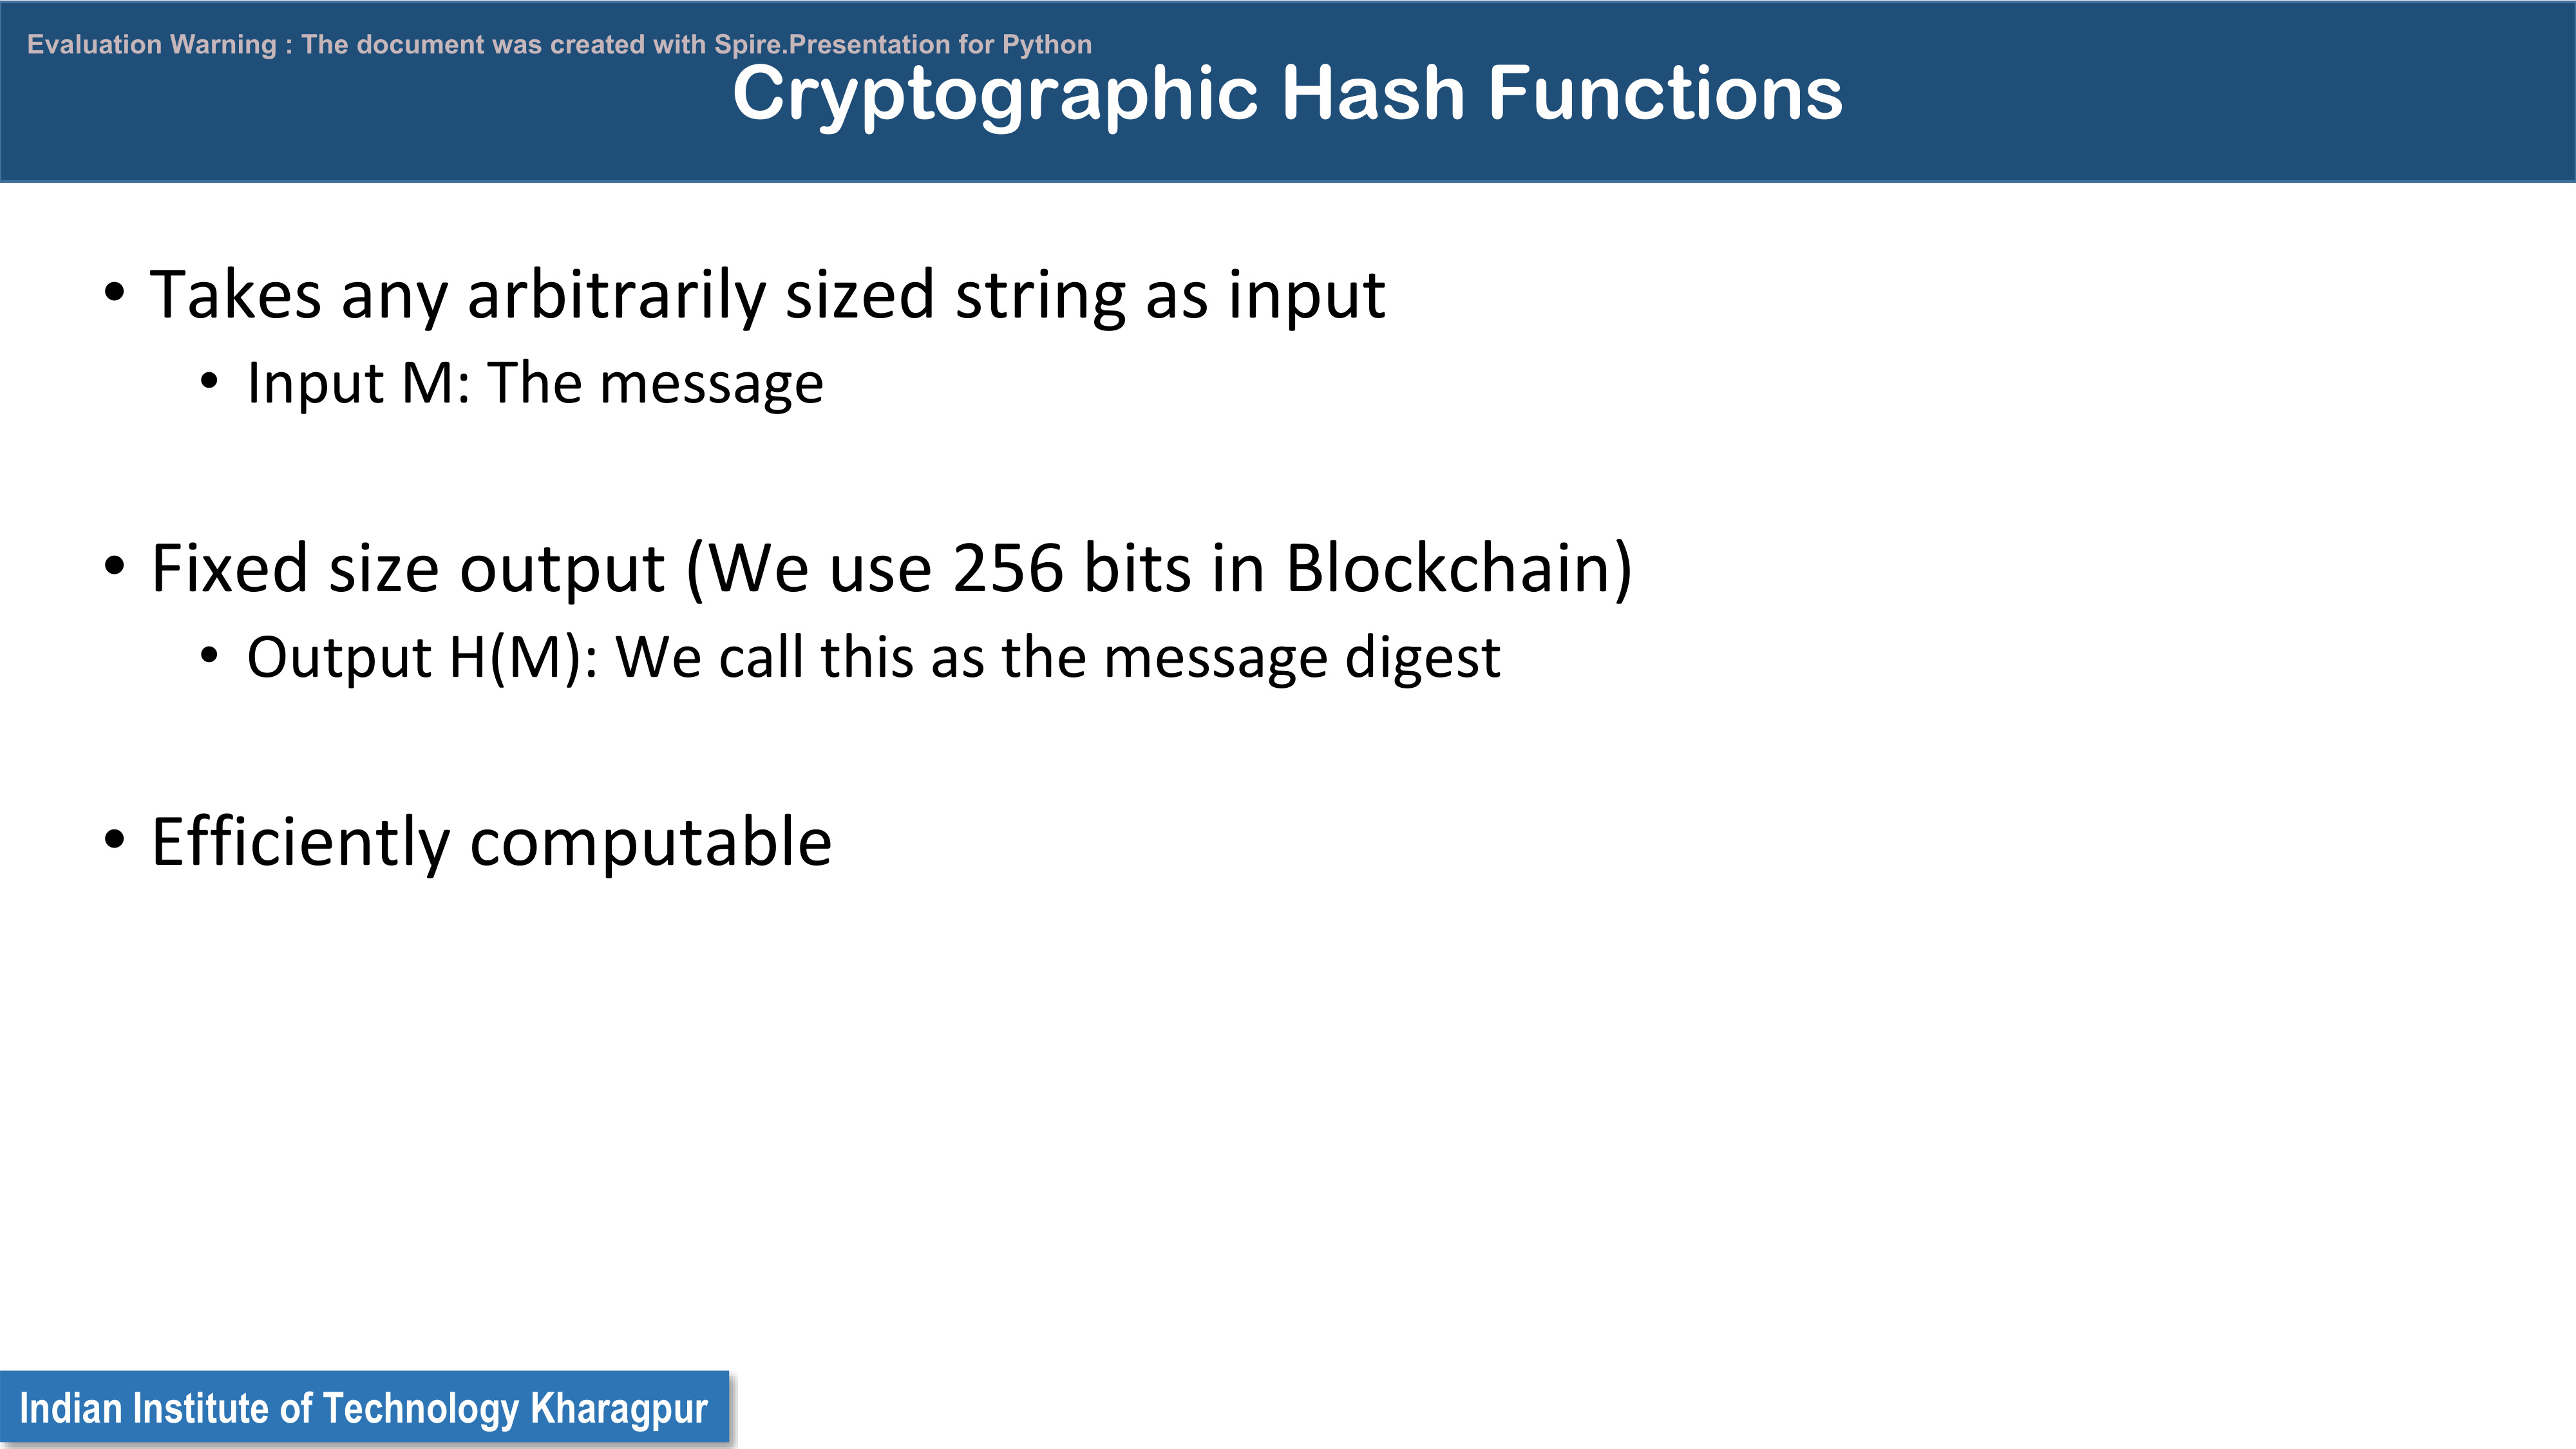 Evaluation Warning : The document was created with Spire.Presentation for Python
Cryptographic Hash Functions
• Takes any arbitrarily sized string as input
• Input M: The message
• Fixed size output (We use 256 bits in Blockchain)
• Output H(M): We call this as the message digest
• Efficiently computable
Indian Institute of Technology Kharagpur